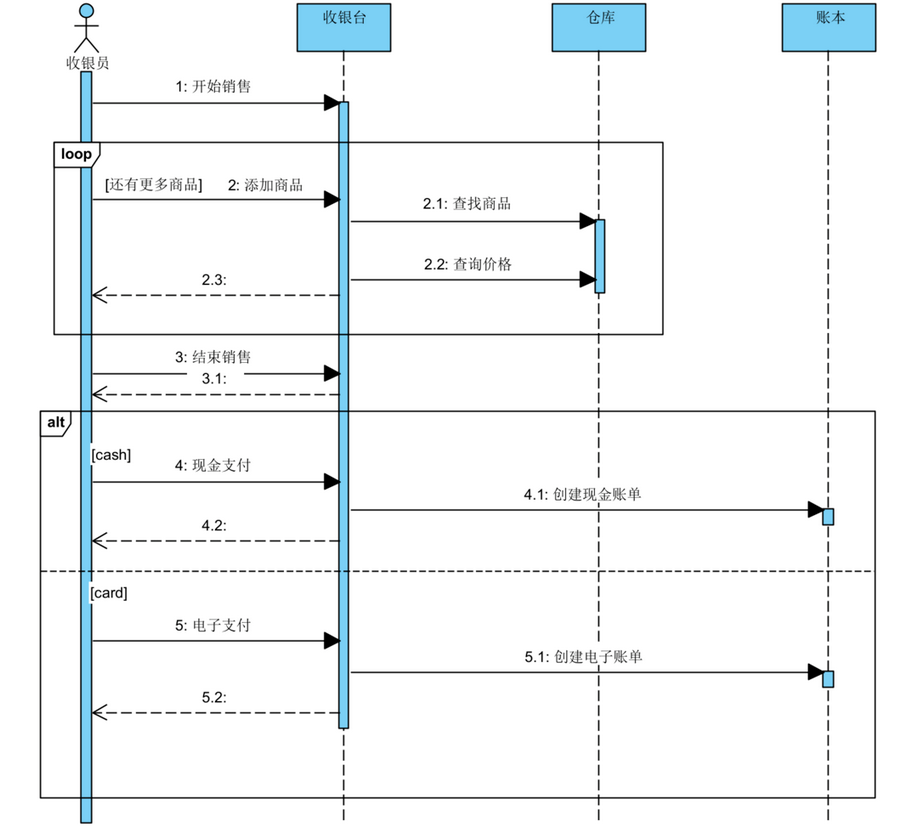 收银员
收银台
仓库
账本
1: 开始销售
loop
[还有更多商品] 2: 添加商品
2.1: 查找商品
2.2: 查询价格
2.3:
3: 结束销售
3.1:
alt
[cash]
4: 现金支付
4.1: 创建现金账单
4.2:
[card]
5: 电子支付
5.1: 创建电子账单
5.2: